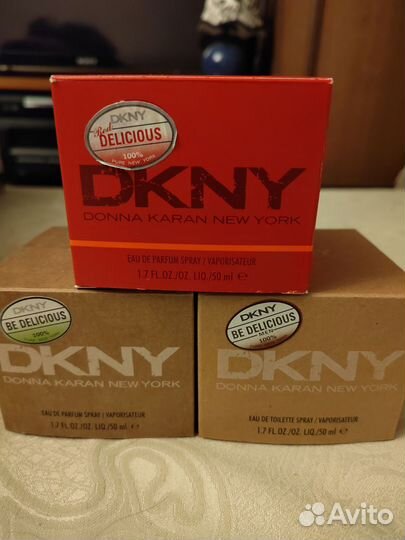 DKNY
Red
DELICIOUS
100%
PURE NEW YORK
DKNY
DONNA KARAN NEW YORK
EAU DE PARFUM SPRAY / VAPORISATEUR
1.7 FL.OZ./OZ. LIQ./50 ml e
DKNY
BE DELICIOUS
100%
DKNY
DONNA KARAN NEW YORK
EAU DE PARFUM SPRAY / VAPORISATEUR
1.7 FL.OZ./OZ. LIQ./50 ml e
DKNY
BE DELICIOUS
MEN
100%
DKNY
DONNA KARAN NEW YORK
EAU DE TOILETTE SPRAY / VAPORISATEUR
1.7 FL.OZ./OZ. LIQ./50 ml e
Avito